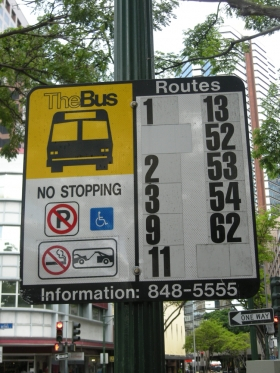 TheBus
Routes
NO STOPPING
P
1
2
3
9
11
13
52
53
54
62
Information: 848-5555
ONE WAY